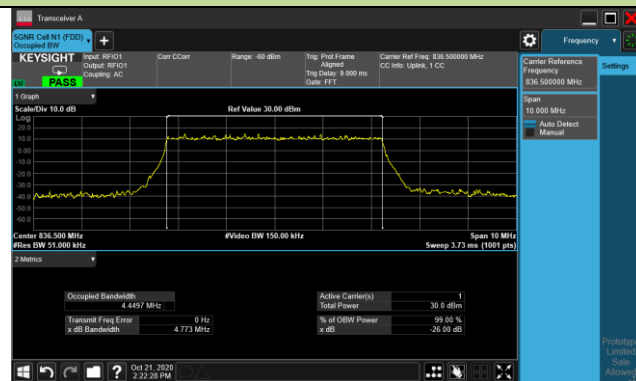 Transceiver A
5GNR Cell N1 (FDD)
Occupied BW
Frequency
KEYSIGHT
PASS
Input: RFIO1
Output: RFIO1
Coupling: AC
Corr CCorr
Range: -60 dBm
Trig: Prot Frame
Aligned
Trig Delay: 9.000 ms
Gate: FFT
Carrier Ref Freq: 836.500000 MHz
CC Info: Uplink, 1 CC
Carrier Reference
Frequency
836.500000 MHz
Settings
Span
10.000 MHz
Auto Detect
Manual
1 Graph
Scale/Div 10.0 dB
Ref Value 30.00 dBm
Log
20.0
10.0
0.00
-10.0
-20.0
-30.0
-40.0
-50.0
-60.0
Center 836.500 MHz
#Video BW 150.00 kHz
Span 10 MHz
#Res BW 51.000 kHz
Sweep 3.73 ms (1001 pts)
2 Metrics
Occupied Bandwidth
4.4497 MHz
Active Carrier(s) 1
Total Power 30.0 dBm
Transmit Freq Error 0 Hz
x dB Bandwidth 4.773 MHz
% of OBW Power 99.00 %
x dB -26.00 dB
Prototype
Limited
Sale
Allowed
?
Oct 21, 2020
2:22:28 PM